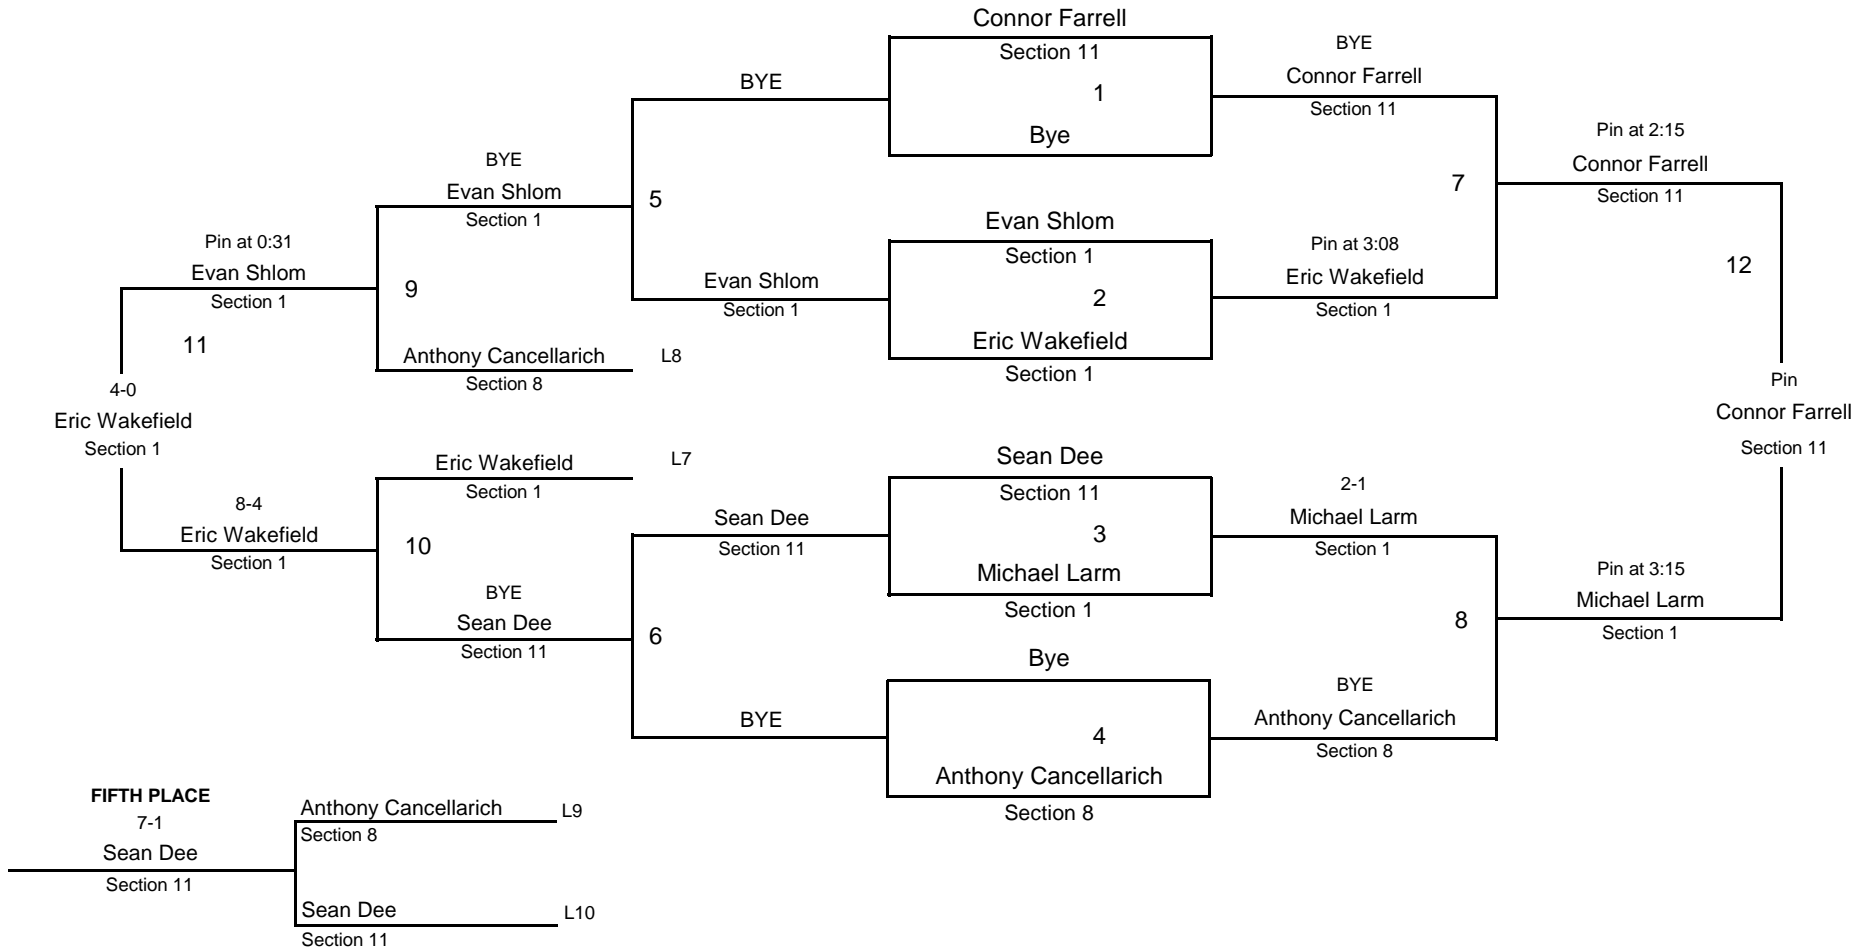 Connor Farrell
Section 11
1
Bye
BYE
Connor Farrell
Section 11
BYE
Pin at 2:15
Connor Farrell
Section 11
7
BYE
Evan Shlom
Section 1
5
Evan Shlom
Section 1
2
Eric Wakefield
Section 1
Pin at 3:08
Eric Wakefield
Section 1
12
Pin at 0:31
Evan Shlom
Section 1
9
Evan Shlom
Section 1
11
Anthony Cancellarich
L8
Section 8
4-0
Eric Wakefield
Section 1
Pin
Connor Farrell
Section 11
Eric Wakefield
L7
Section 1
Sean Dee
Section 11
3
Michael Larm
Section 1
2-1
Michael Larm
Section 1
8-4
Eric Wakefield
Section 1
10
Sean Dee
Section 11
BYE
Sean Dee
Section 11
6
8
Pin at 3:15
Michael Larm
Section 1
Bye
4
Anthony Cancellarich
Section 8
BYE
BYE
Anthony Cancellarich
Section 8
FIFTH PLACE
7-1
Sean Dee
Section 11
Anthony Cancellarich
L9
Section 8
Sean Dee
L10
Section 11